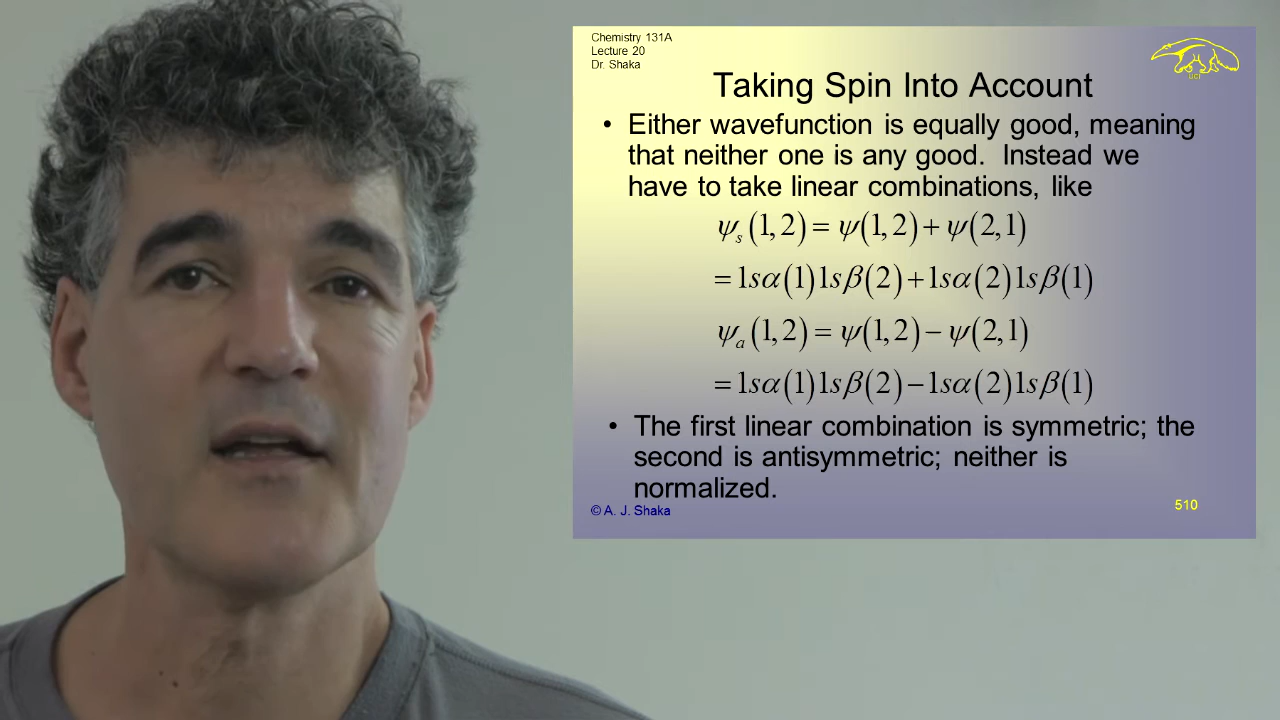 Chemistry 131A
Lecture 20
Dr. Shaka
UCI
Taking Spin Into Account
• Either wavefunction is equally good, meaning
that neither one is any good. Instead we
have to take linear combinations, like
ψₛ(1,2) = ψ(1,2) + ψ(2,1)
= 1sα(1)1sβ(2) + 1sα(2)1sβ(1)
ψₐ(1,2) = ψ(1,2) − ψ(2,1)
= 1sα(1)1sβ(2) − 1sα(2)1sβ(1)
• The first linear combination is symmetric; the
second is antisymmetric; neither is
normalized.
© A. J. Shaka
510